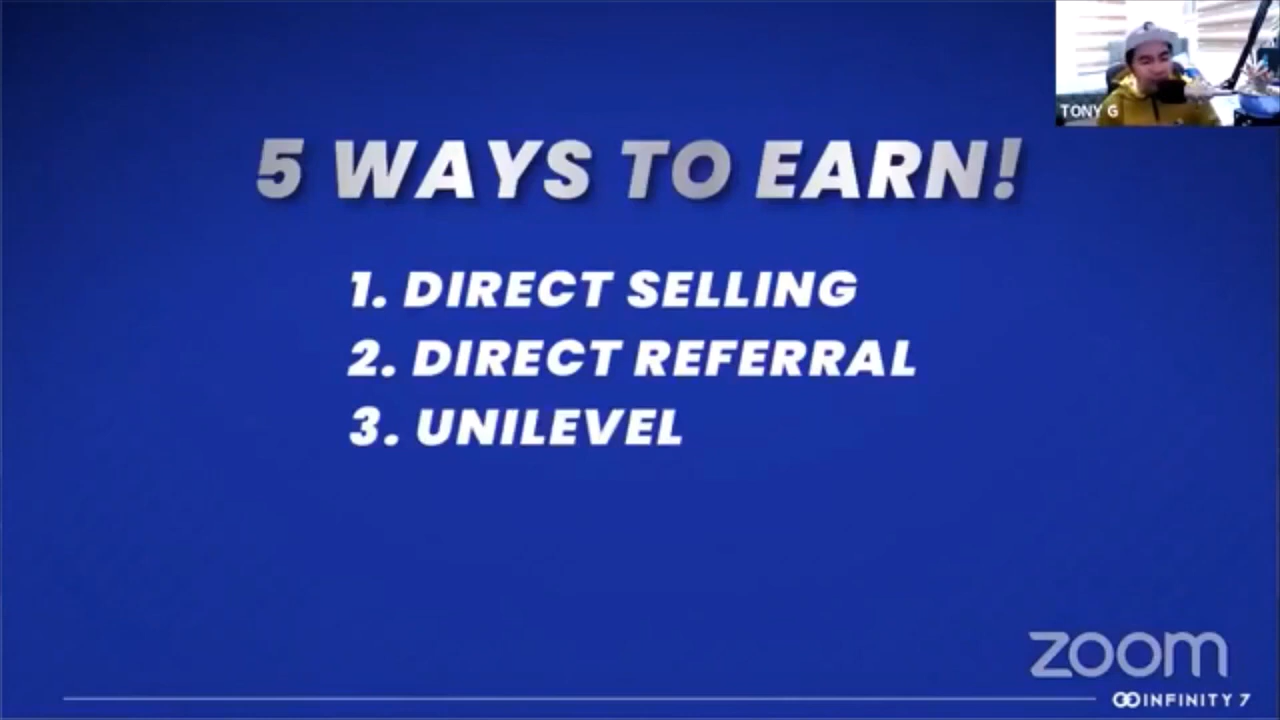 TONY G
5 WAYS TO EARN!
1. DIRECT SELLING
2. DIRECT REFERRAL
3. UNILEVEL
zoom
INFINITY 7